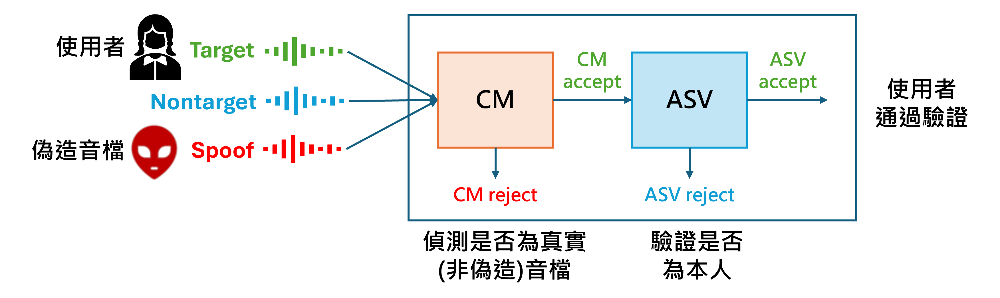 使用者
Target
Nontarget
偽造音檔
Spoof
CM
CM
accept
ASV
ASV
accept
CM reject
ASV reject
使用者
通過驗證
偵測是否為真實
(非偽造)音檔
驗證是否
為本人